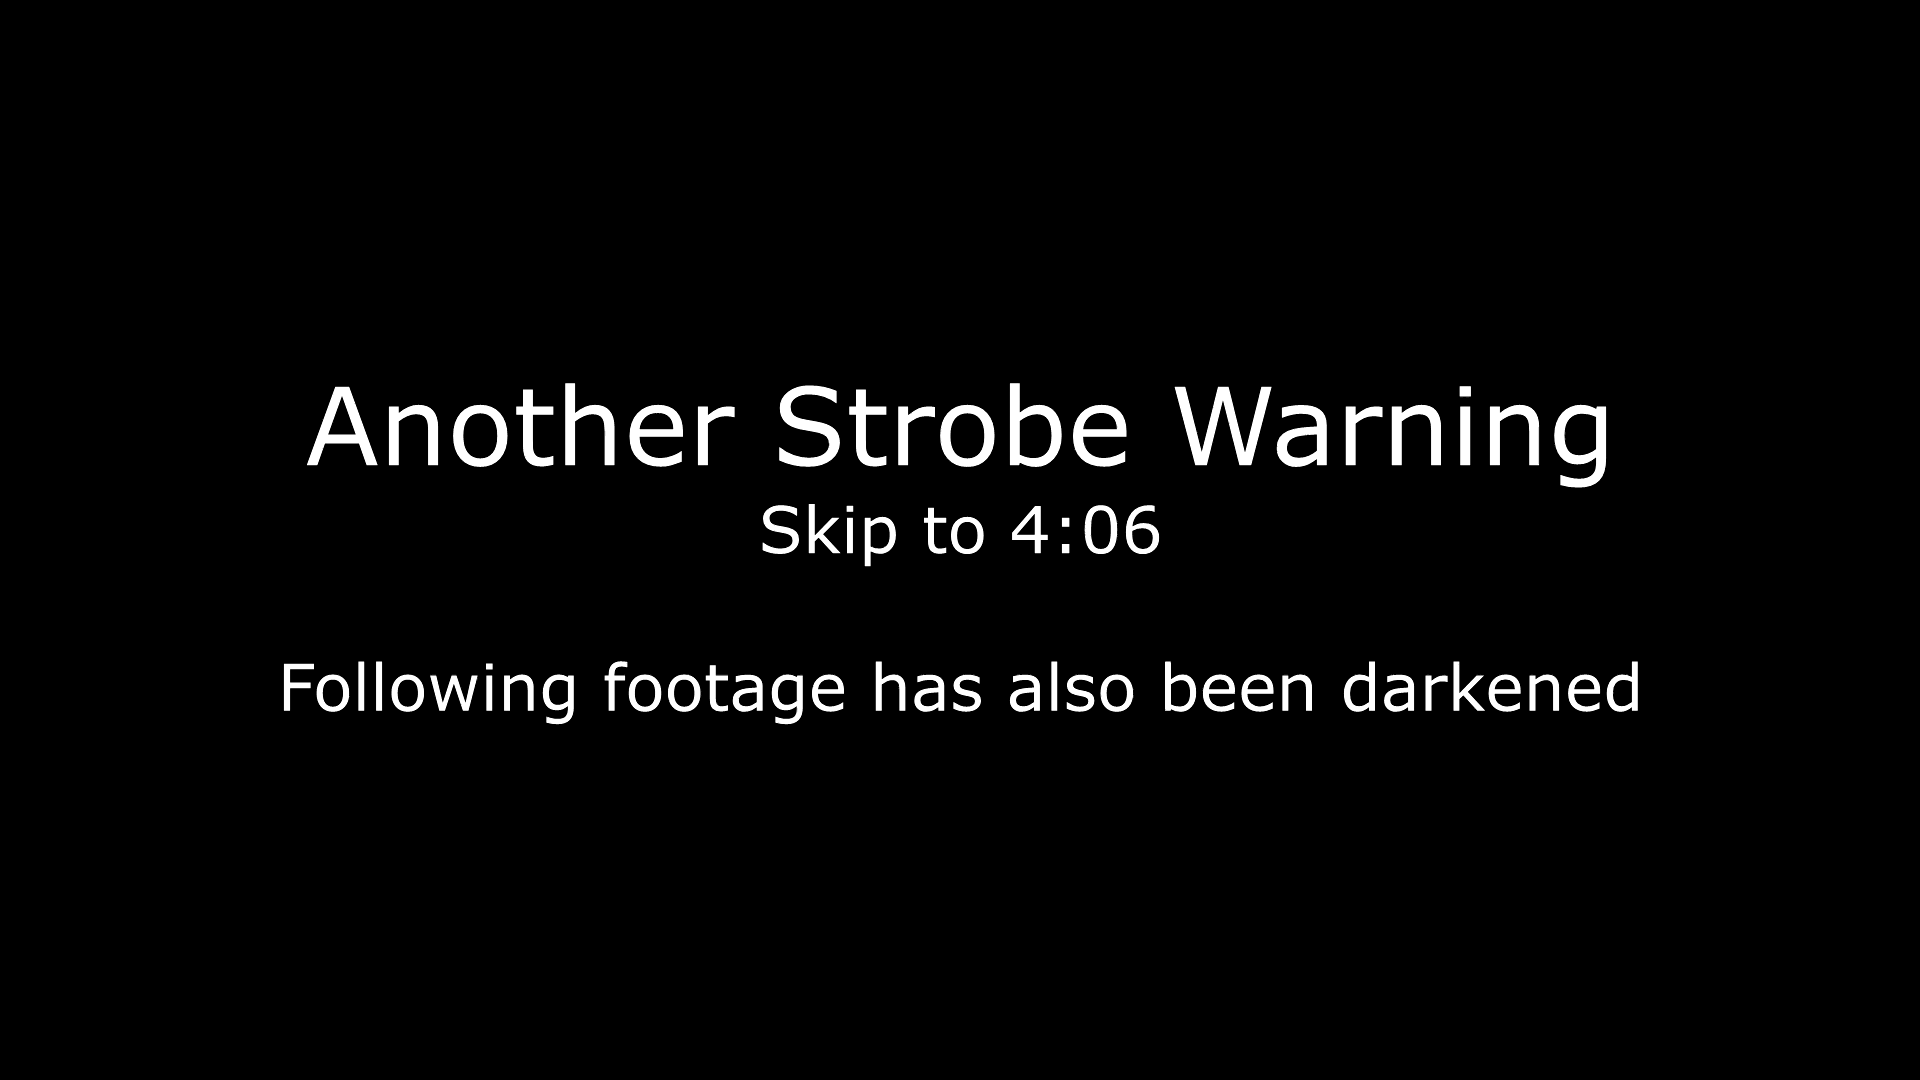 Another Strobe Warning
Skip to 4:06
Following footage has also been darkened